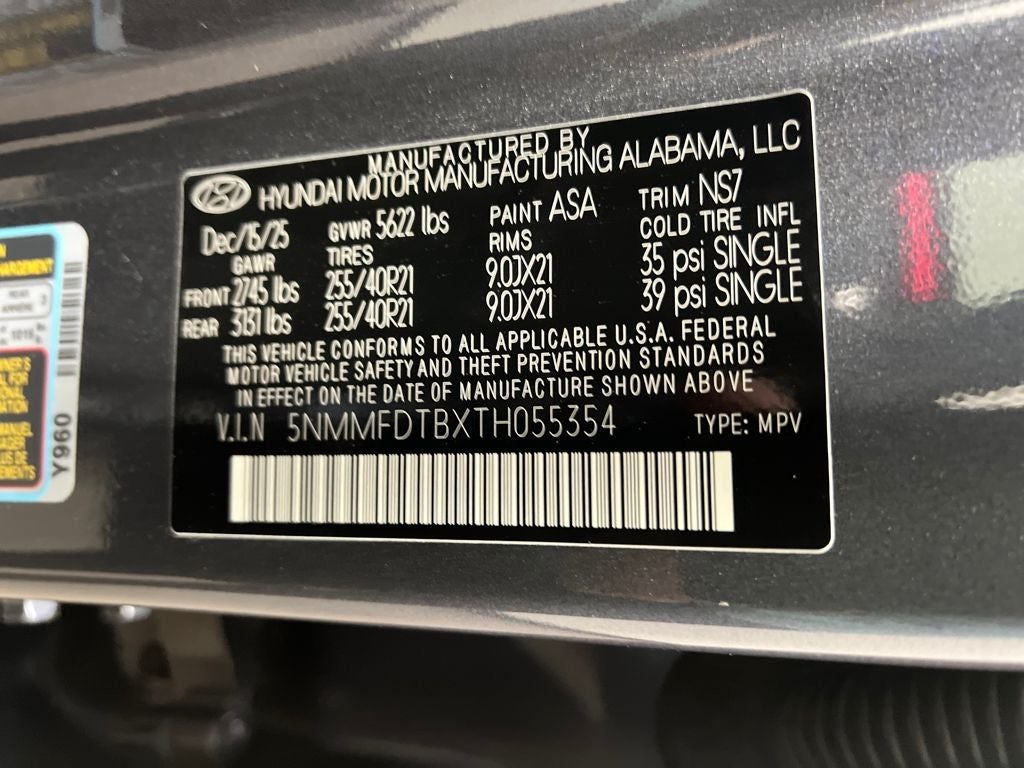 MANUFACTURED BY
HYUNDAI MOTOR MANUFACTURING ALABAMA, LLC
Dec/15/25 GVWR 5622 lbs PAINT ASA TRIM NS7
GAWR TIRES RIMS COLD TIRE INFL
FRONT 2745 lbs 255/40R21 9.0JX21 35 psi SINGLE
REAR 3131 lbs 255/40R21 9.0JX21 39 psi SINGLE
THIS VEHICLE CONFORMS TO ALL APPLICABLE U.S.A. FEDERAL
MOTOR VEHICLE SAFETY AND THEFT PREVENTION STANDARDS
IN EFFECT ON THE DATE OF MANUFACTURE SHOWN ABOVE
V.I.N 5NMMFDTBXTH055354 TYPE: MPV
Y960